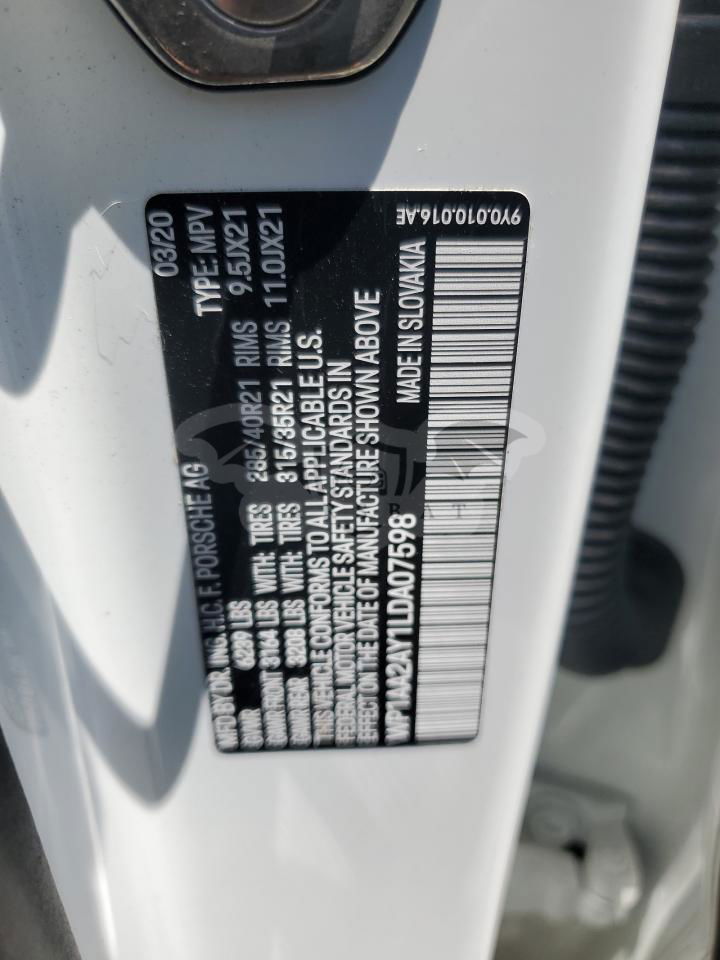 MFD BY DR. ING. H.C. F. PORSCHE AG 03/20
GVWR 6239 LBS TYPE: MPV
GAWR FRONT 3164 LBS WITH: TIRES 285/40R21 RIMS 9.5JX21
GAWR REAR 3208 LBS WITH: TIRES 315/35R21 RIMS 11.0JX21
THIS VEHICLE CONFORMS TO ALL APPLICABLE U.S.
FEDERAL MOTOR VEHICLE SAFETY STANDARDS IN
EFFECT ON THE DATE OF MANUFACTURE SHOWN ABOVE
WP1AA2AY1LDA07598 MADE IN SLOVAKIA
9Y0.010.016.AE